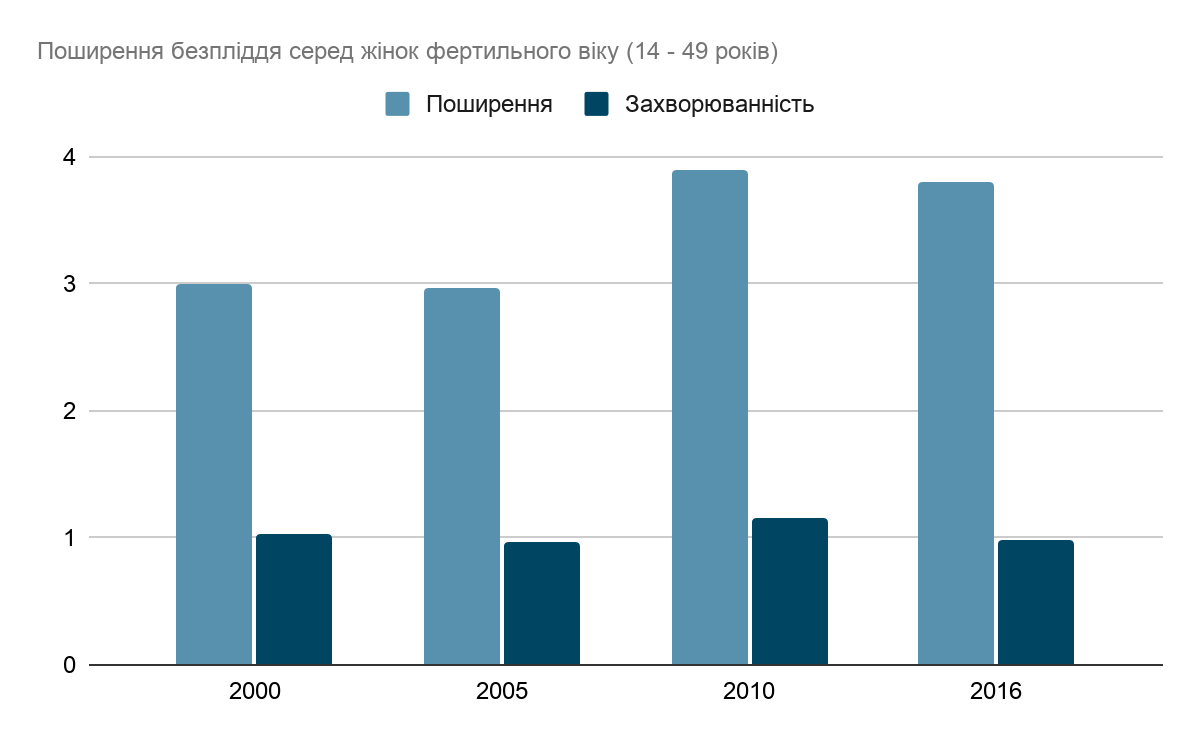 Поширення безпліддя серед жінок фертильного віку (14 - 49 років)
Поширення Захворюванність
4
3
2
1
0
2000 2005 2010 2016